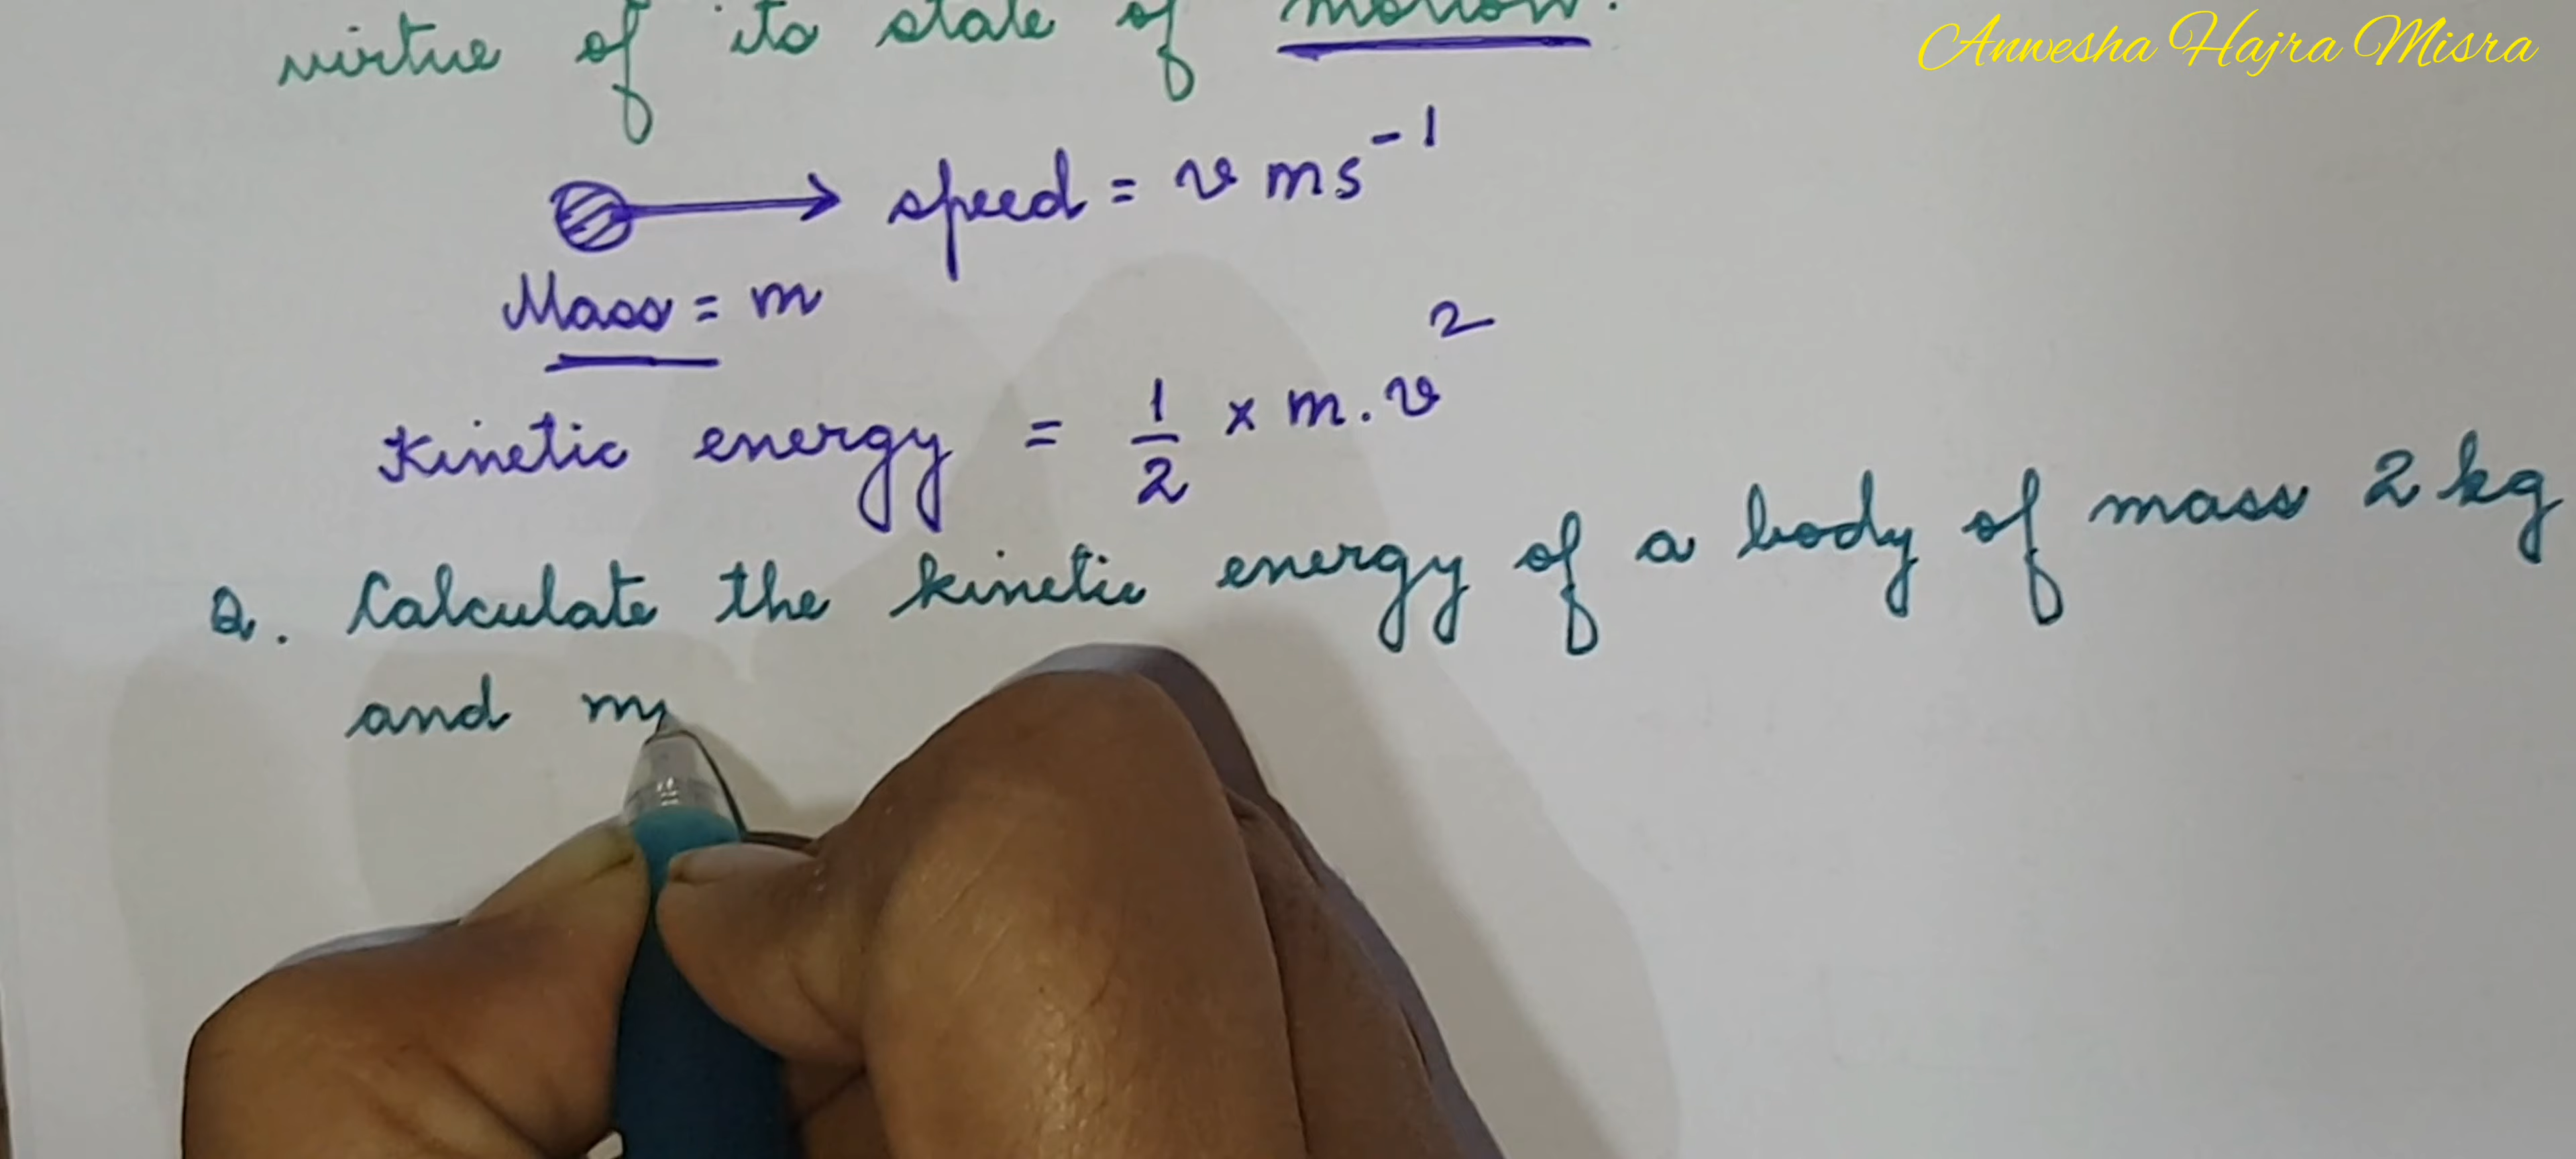 Anwesha Hajra Misra
virtue of its state of motion.
speed = v ms⁻¹
Mass = m
Kinetic energy = 1/2 × m . v²
Q. Calculate the kinetic energy of a body of mass 2 kg
and